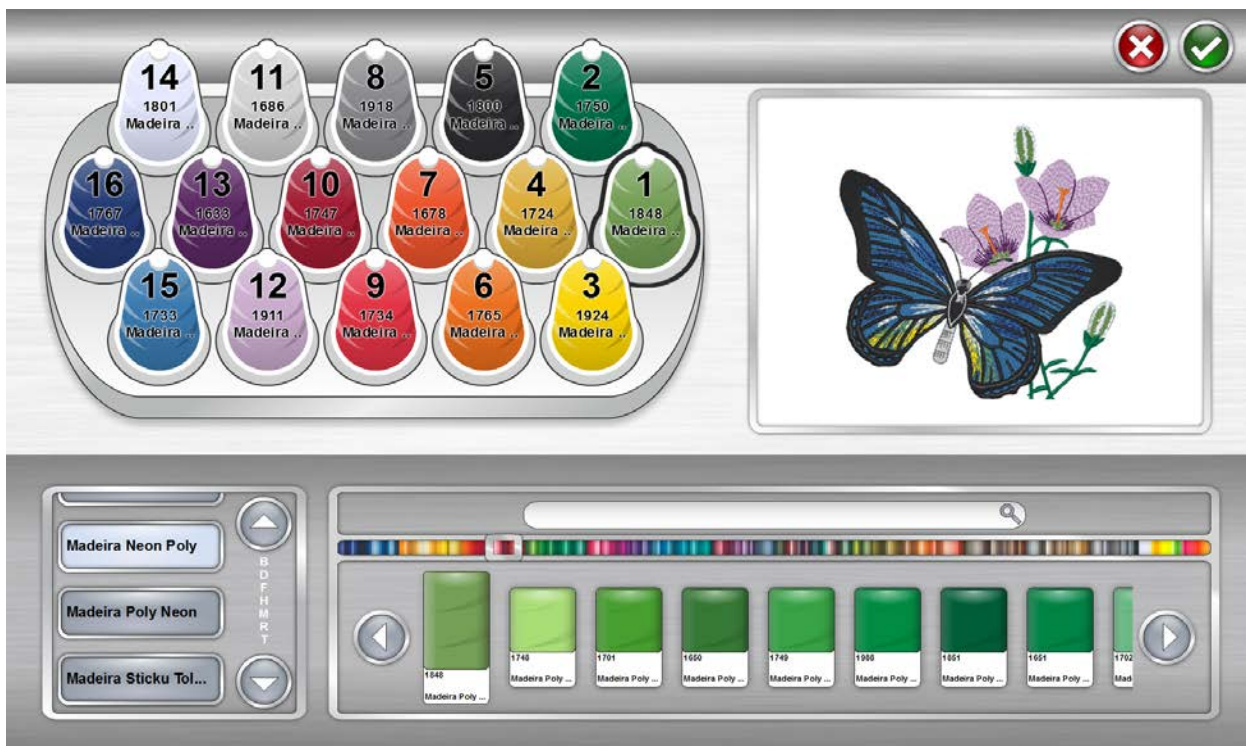 14
1801
Madeira ..
11
1686
Madeira ..
8
1918
Madeira ..
5
1800
Madeira ..
2
1750
Madeira ..
16
1767
Madeira ..
13
1633
Madeira ..
10
1747
Madeira ..
7
1678
Madeira ..
4
1724
Madeira ..
1
1848
Madeira ..
15
1733
Madeira ..
12
1911
Madeira ..
9
1734
Madeira ..
6
1765
Madeira ..
3
1924
Madeira ..
Madeira Neon Poly
Madeira Poly Neon
Madeira Sticku Tol...
B
D
F
H
M
R
T
1848
Madeira Poly ...
1748
Madeira Poly ...
1701
Madeira Poly ...
1650
Madeira Poly ...
1749
Madeira Poly ...
1988
Madeira Poly ...
1851
Madeira Poly ...
1651
Madeira Poly ...
1702
Mad